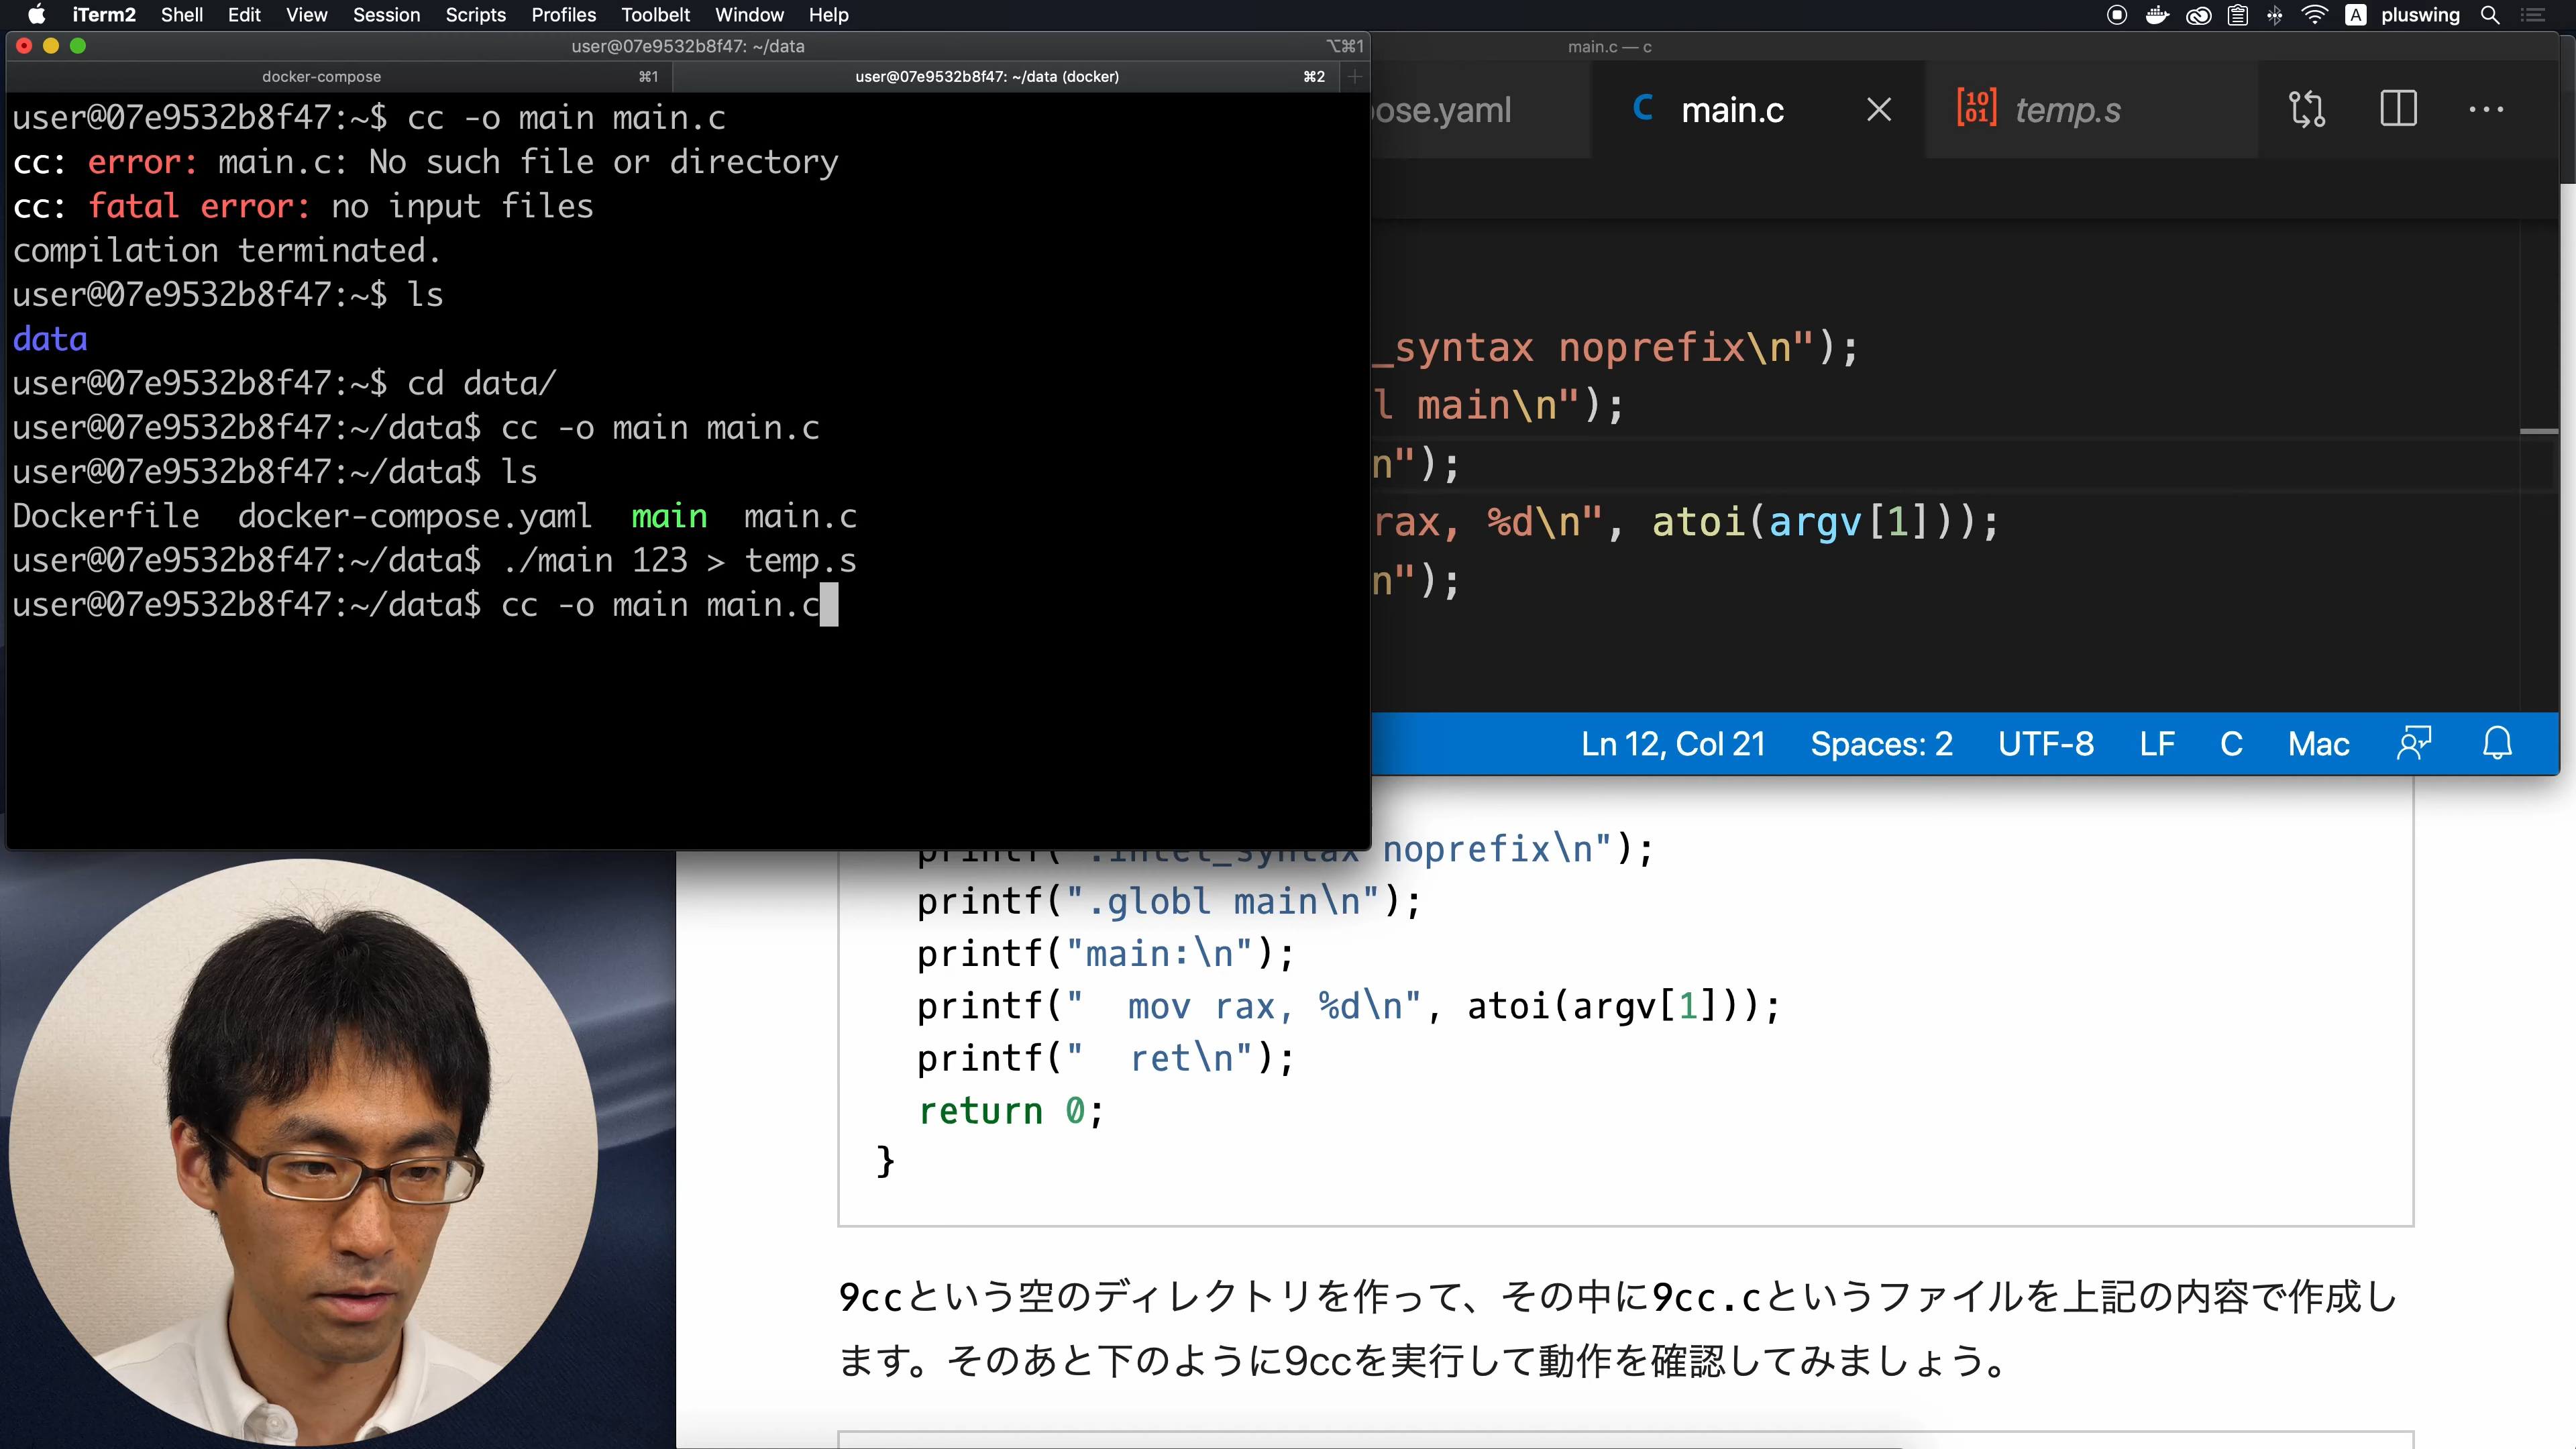 iTerm2 Shell Edit View Session Scripts Profiles Toolbelt Window Help
A pluswing
user@07e9532b8f47: ~/data ⌥⌘1
docker-compose ⌘1 user@07e9532b8f47: ~/data (docker) ⌘2
user@07e9532b8f47:~$ cc -o main main.c
cc: error: main.c: No such file or directory
cc: fatal error: no input files
compilation terminated.
user@07e9532b8f47:~$ ls
data
user@07e9532b8f47:~$ cd data/
user@07e9532b8f47:~/data$ cc -o main main.c
user@07e9532b8f47:~/data$ ls
Dockerfile  docker-compose.yaml  main  main.c
user@07e9532b8f47:~/data$ ./main 123 > temp.s
user@07e9532b8f47:~/data$ cc -o main main.c
main.c — c
ose.yaml C main.c temp.s
_syntax noprefix\n");
l main\n");
n");
rax, %d\n", atoi(argv[1]));
n");
Ln 12, Col 21 Spaces: 2 UTF-8 LF C Mac
printf(".intel_syntax noprefix\n");
printf(".globl main\n");
printf("main:\n");
printf("  mov rax, %d\n", atoi(argv[1]));
printf("  ret\n");
return 0;
}
9ccという空のディレクトリを作って、その中に9cc.cというファイルを上記の内容で作成し
ます。そのあと下のように9ccを実行して動作を確認してみましょう。